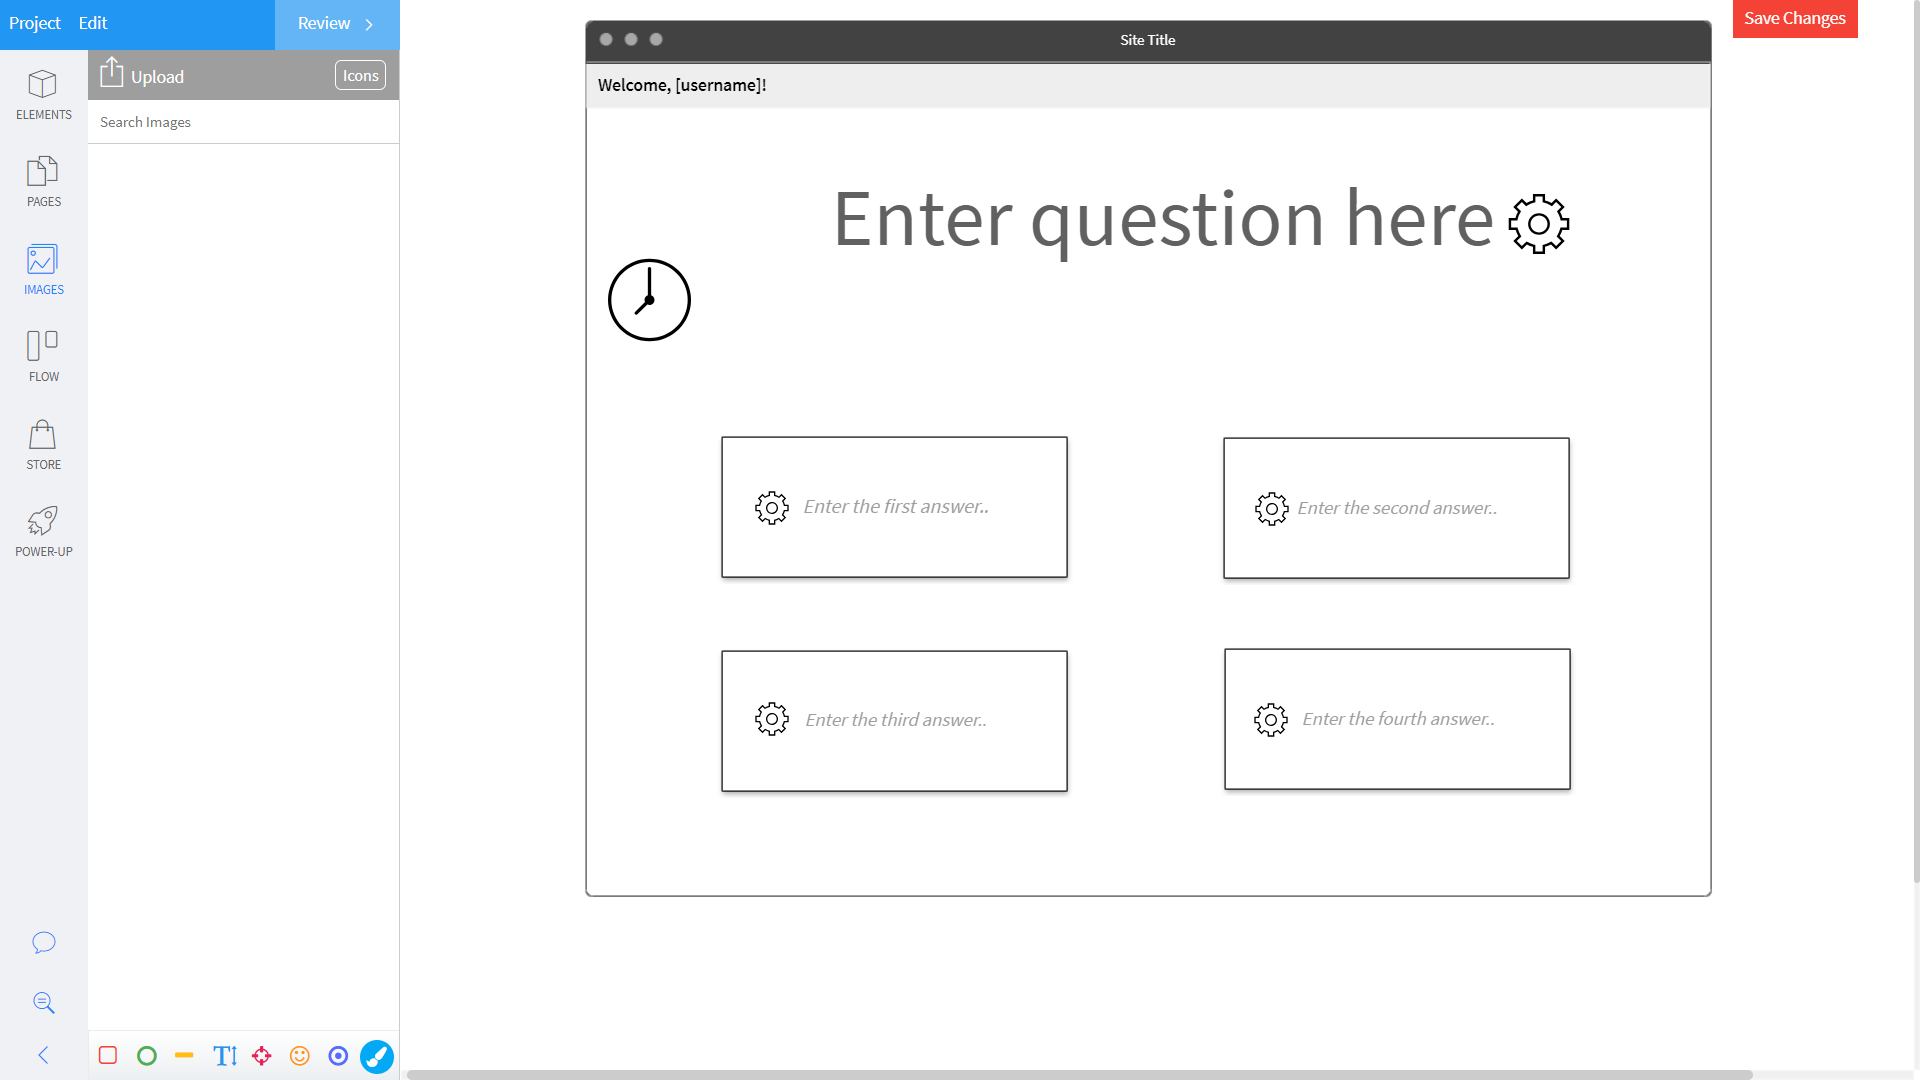 Project Edit Review
Save Changes
Upload Icons
Search Images
ELEMENTS
PAGES
IMAGES
FLOW
STORE
POWER-UP
Site Title
Welcome, [username]!
Enter question here
Enter the first answer..
Enter the second answer..
Enter the third answer..
Enter the fourth answer..
T